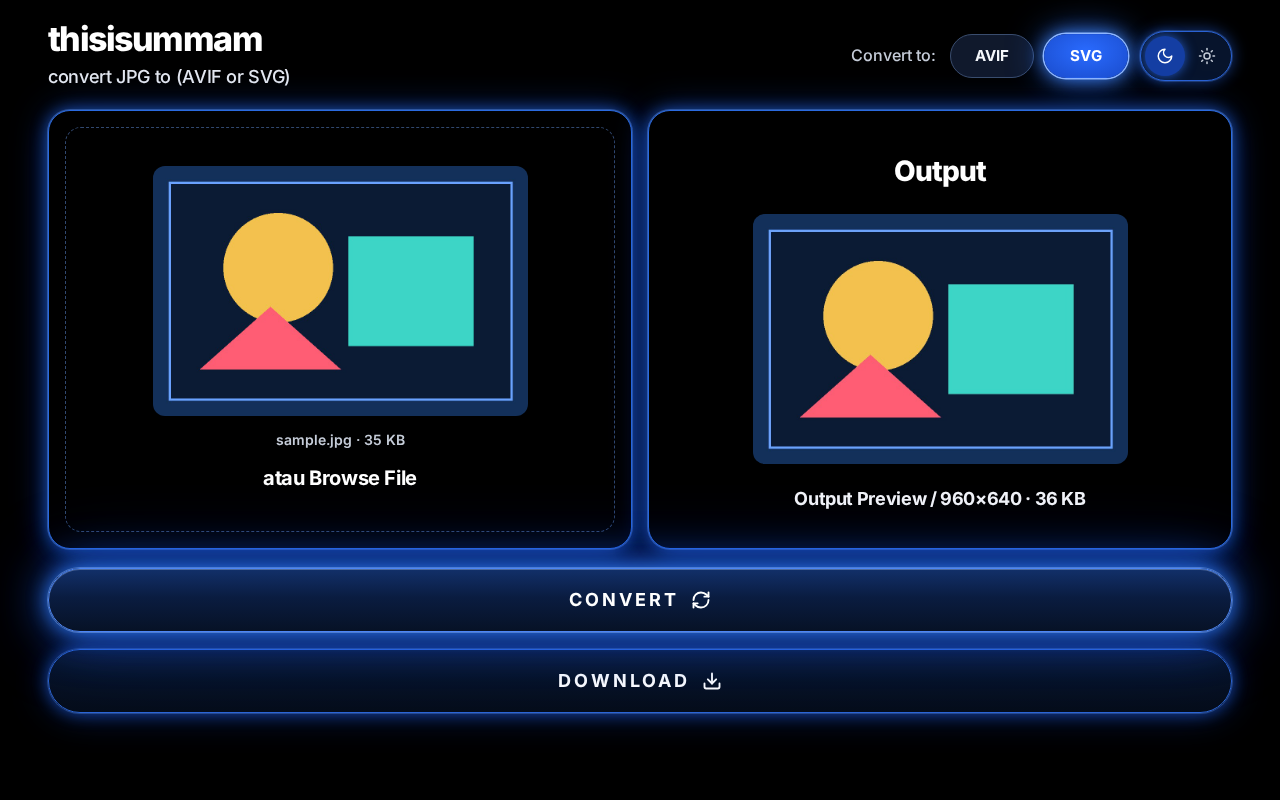 thisisummam
convert JPG to (AVIF or SVG)
Convert to:
AVIF
SVG
sample.jpg · 35 KB
atau Browse File
Output
Output Preview / 960×640 · 36 KB
CONVERT
DOWNLOAD